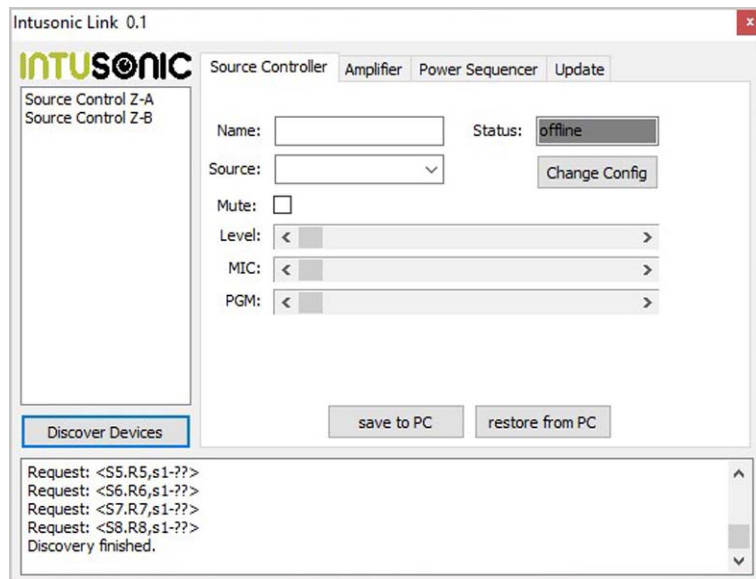 Intusonic Link 0.1
x
INTUSONIC
Source Control Z-A
Source Control Z-B
Discover Devices
Source Controller
Amplifier
Power Sequencer
Update
Name:
Status:
offline
Source:
Change Config
Mute:
Level:
MIC:
PGM:
save to PC
restore from PC
Request: <S5.R5,s1-??>
Request: <S6.R6,s1-??>
Request: <S7.R7,s1-??>
Request: <S8.R8,s1-??>
Discovery finished.